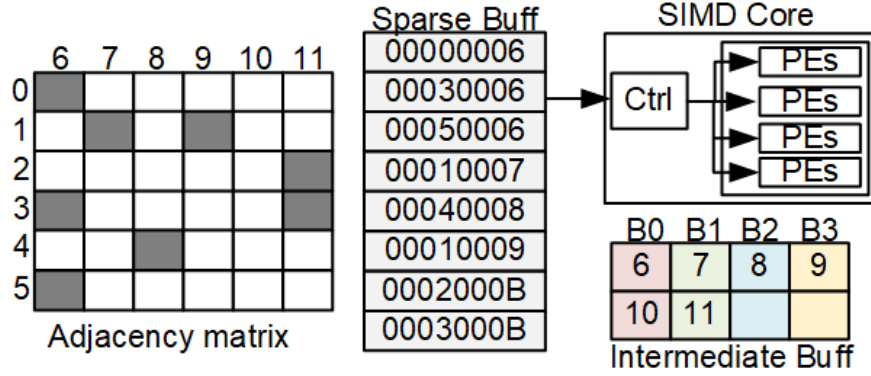 Sparse Buff
SIMD Core
6 7 8 9 10 11
0
1
2
3
4
5
Adjacency matrix
00000006
00030006
00050006
00010007
00040008
00010009
0002000B
0003000B
Ctrl
PEs
PEs
PEs
PEs
B0 B1 B2 B3
6 7 8 9
10 11
Intermediate Buff